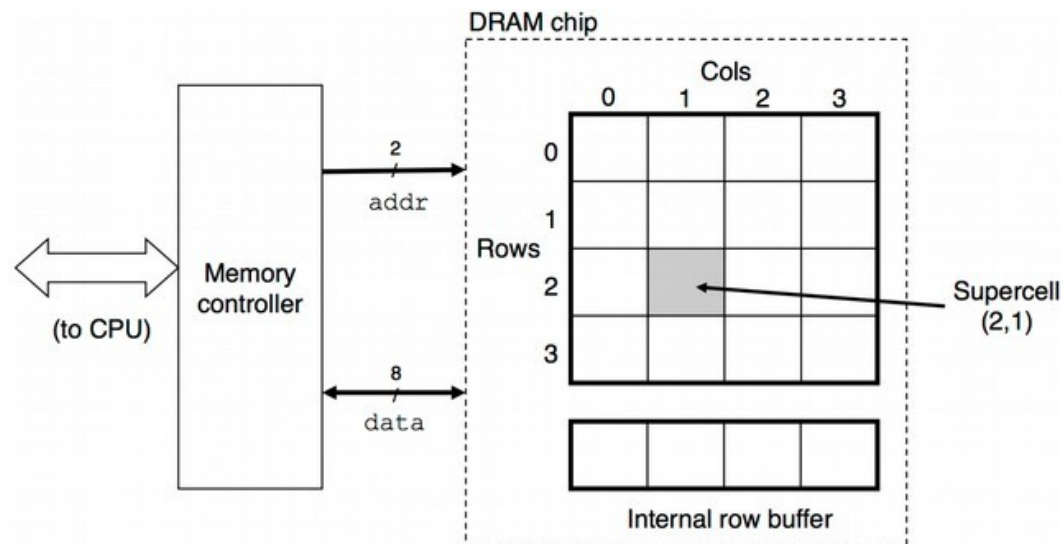 DRAM chip
Cols
0 1 2 3
0
2
addr
1
Rows
Memory
controller
2
Supercell
(2,1)
(to CPU)
3
8
data
Internal row buffer